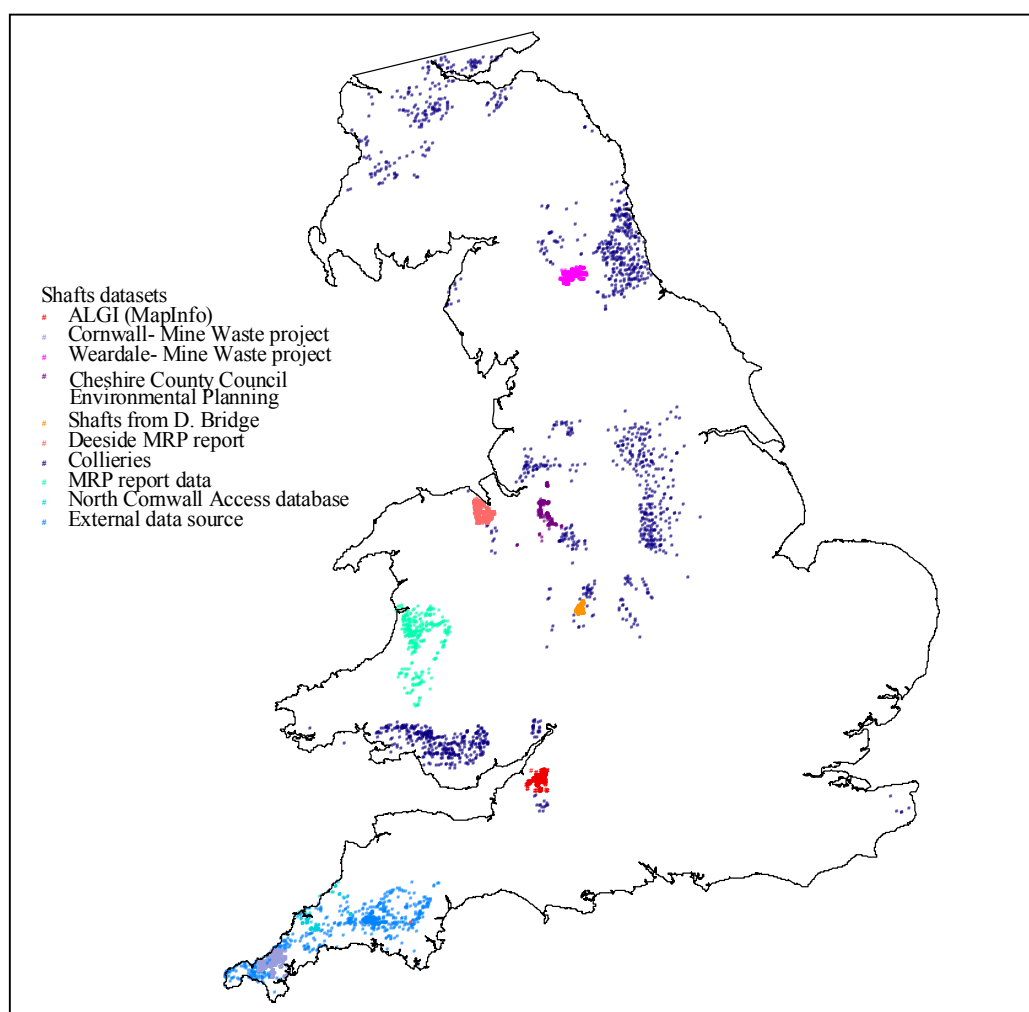 Shafts datasets
ALGI (MapInfo)
Cornwall- Mine Waste project
Weardale- Mine Waste project
Cheshire County Council
Environmental Planning
Shafts from D. Bridge
Deeside MRP report
Collieries
MRP report data
North Cornwall Access database
External data source